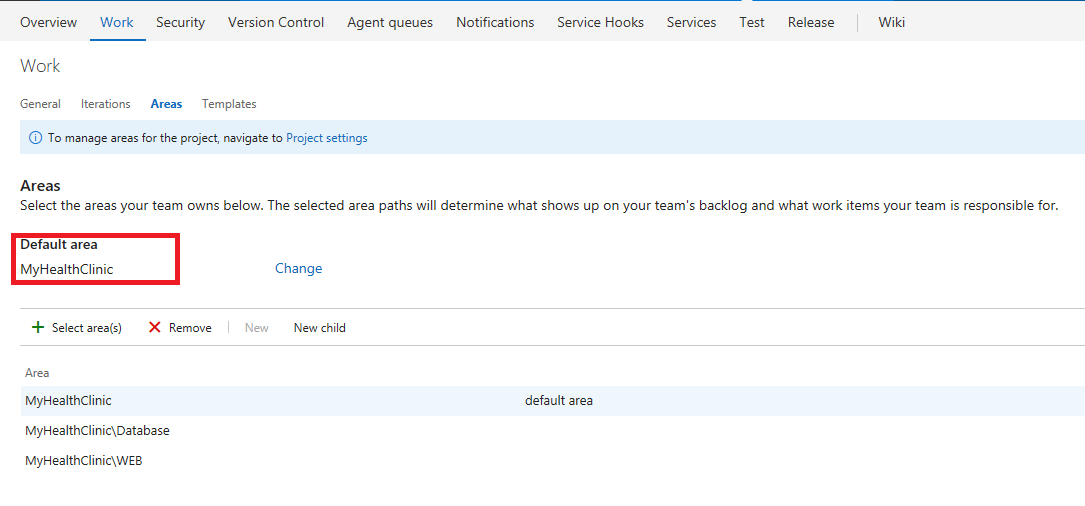 Overview Work Security Version Control Agent queues Notifications Service Hooks Services Test Release Wiki
Work
General Iterations Areas Templates
To manage areas for the project, navigate to Project settings
Areas
Select the areas your team owns below. The selected area paths will determine what shows up on your team's backlog and what work items your team is responsible for.
Default area
MyHealthClinic Change
Select area(s) Remove New New child
Area
MyHealthClinic default area
MyHealthClinic\Database
MyHealthClinic\WEB